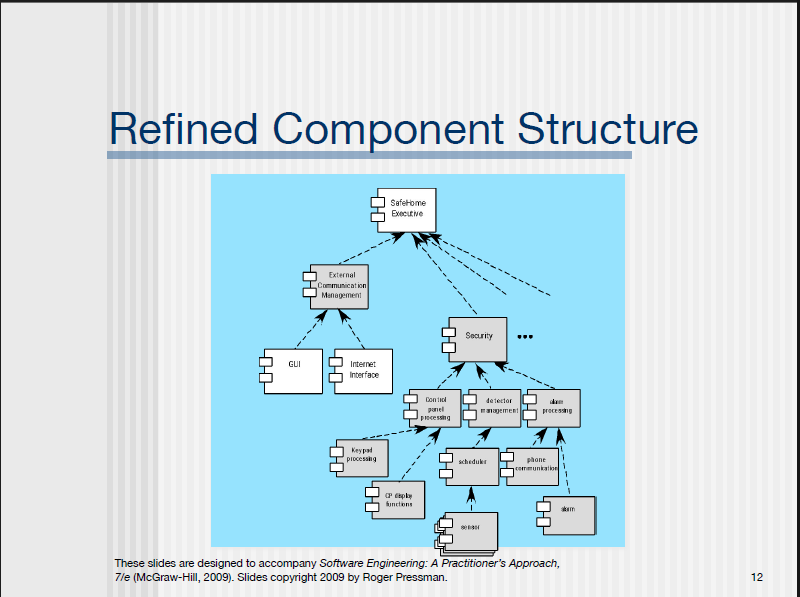 Refined Component Structure
SafeHome
Executive
External
Communication
Management
Security
GUI
Internet
Interface
Control
panel
processing
detector
management
alarm
processing
Keypad
processing
scheduler
phone
communication
CP display
functions
sensor
alarm
These slides are designed to accompany Software Engineering: A Practitioner's Approach,
7/e (McGraw-Hill, 2009). Slides copyright 2009 by Roger Pressman.
12